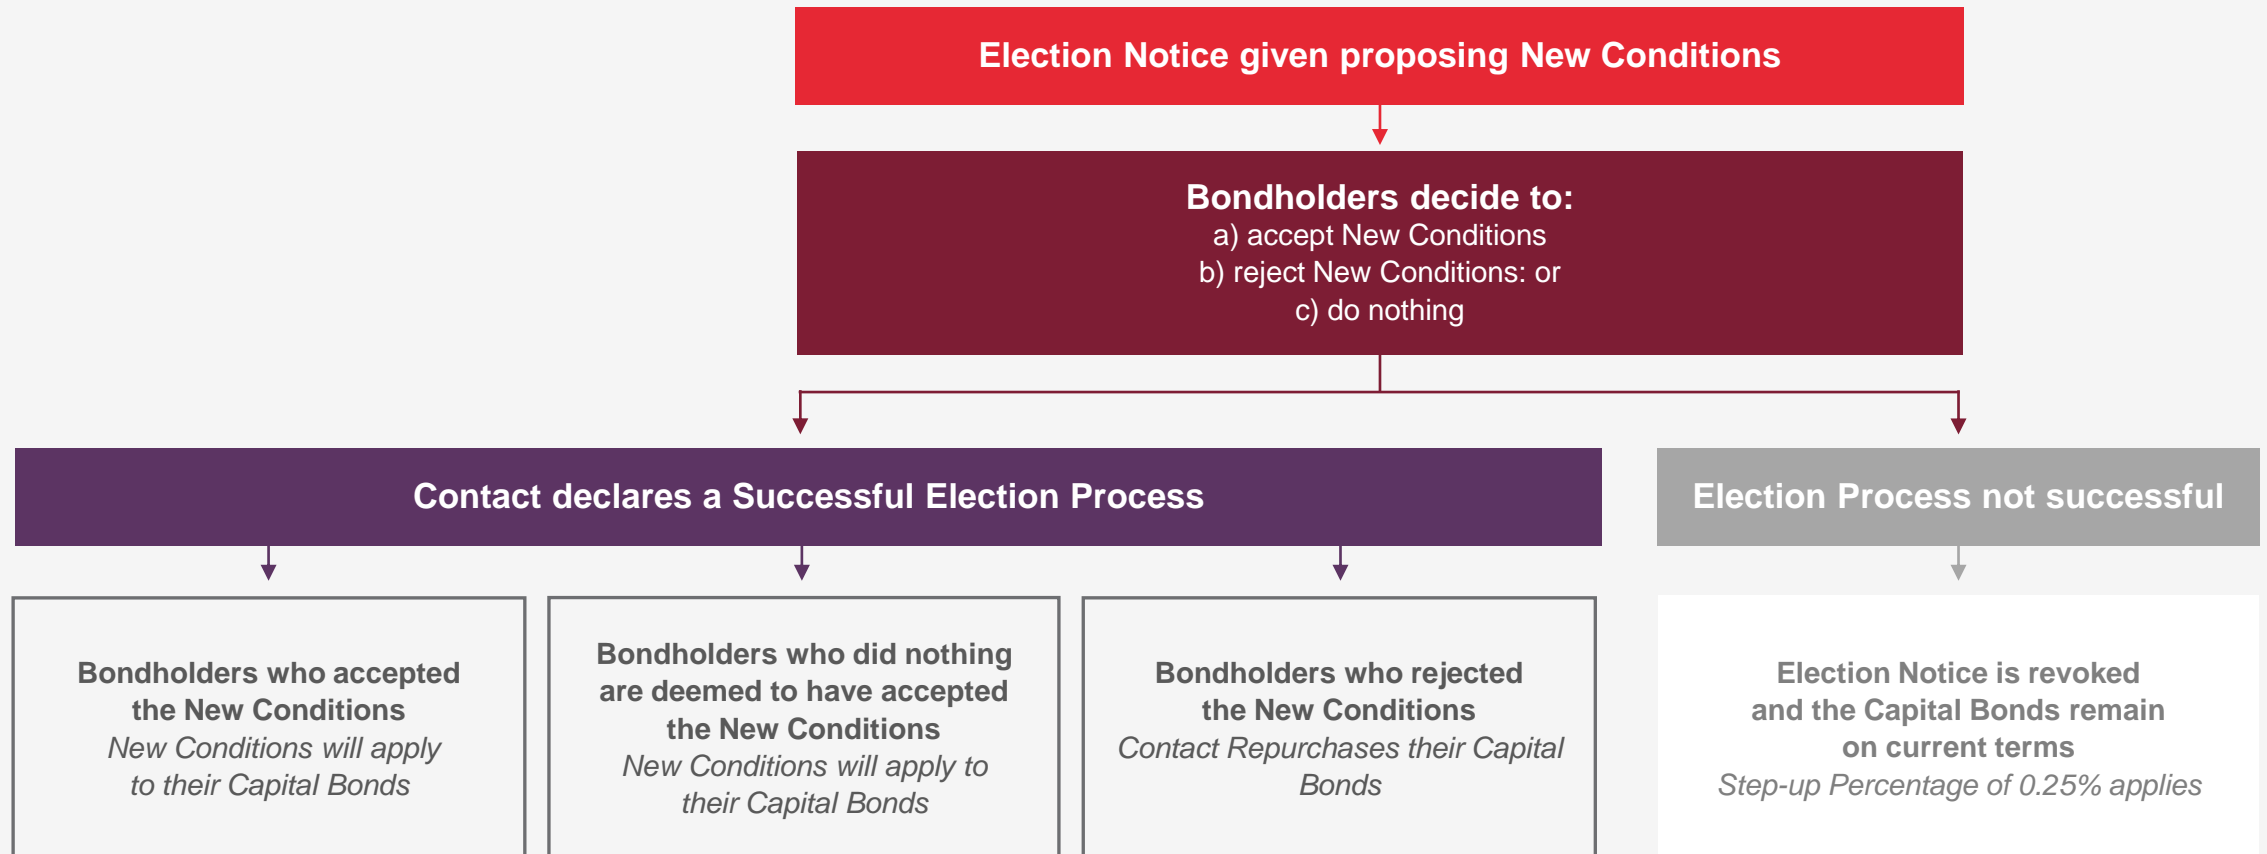 Election Notice given proposing New Conditions
Bondholders decide to:
a) accept New Conditions
b) reject New Conditions: or
c) do nothing
Contact declares a Successful Election Process
Election Process not successful
Bondholders who accepted
the New Conditions
New Conditions will apply
to their Capital Bonds
Bondholders who did nothing
are deemed to have accepted
the New Conditions
New Conditions will apply to
their Capital Bonds
Bondholders who rejected
the New Conditions
Contact Repurchases their Capital
Bonds
Election Notice is revoked
and the Capital Bonds remain
on current terms
Step-up Percentage of 0.25% applies